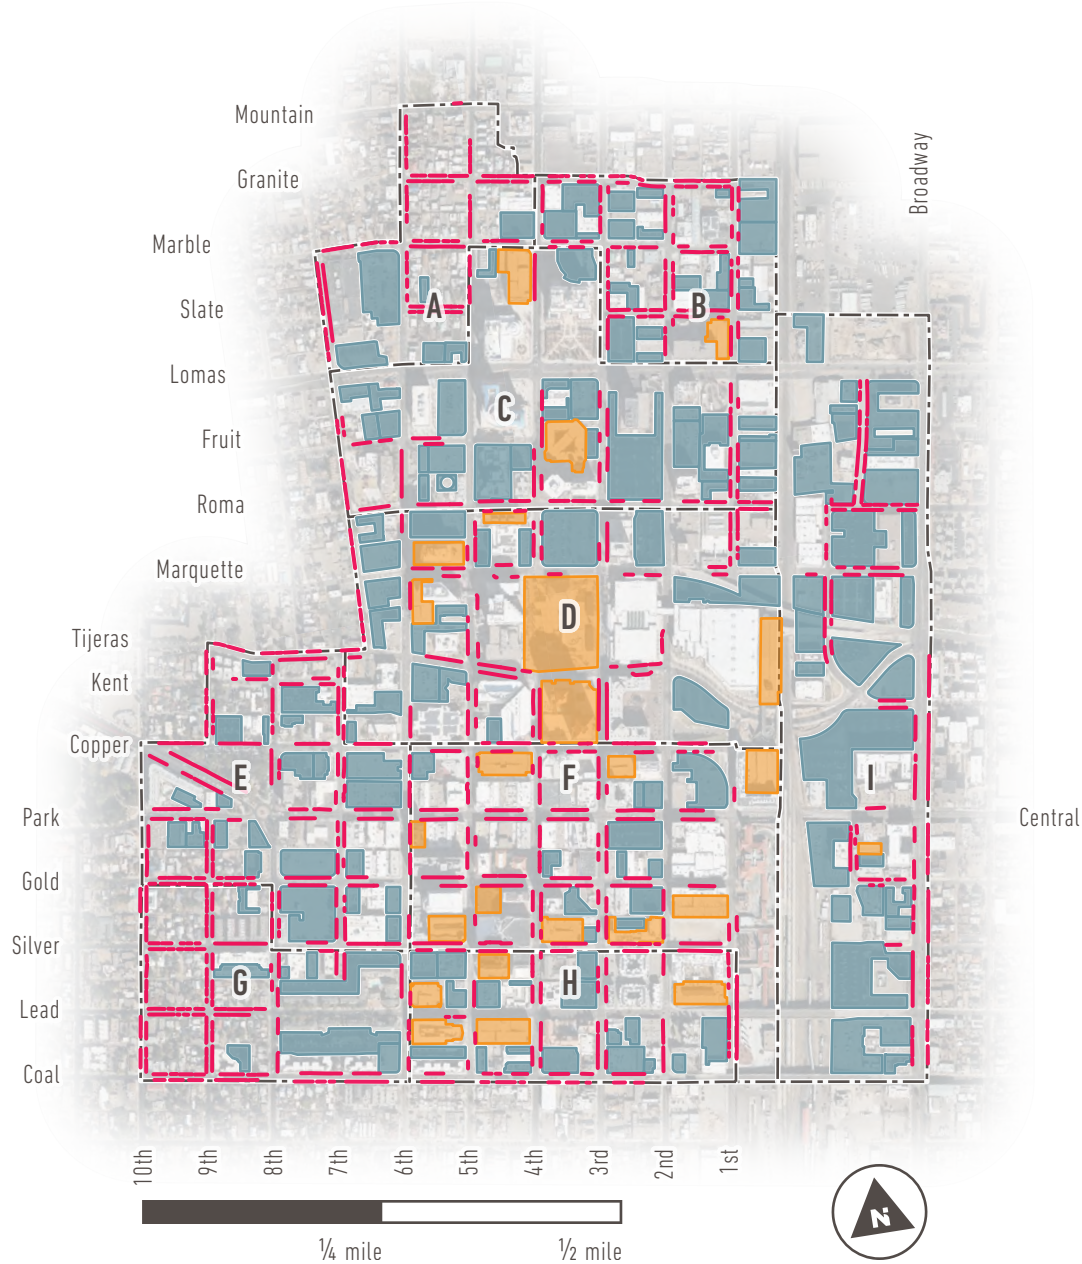 Mountain
Broadway
Granite
Marble
Slate
A
B
Lomas
C
Fruit
Roma
Marquette
D
Tijeras
Kent
Copper
E
F
I
Park
Central
Gold
Silver
G
H
Lead
Coal
10th
9th
8th
7th
6th
5th
4th
3rd
2nd
1st
N
¼ mile
½ mile